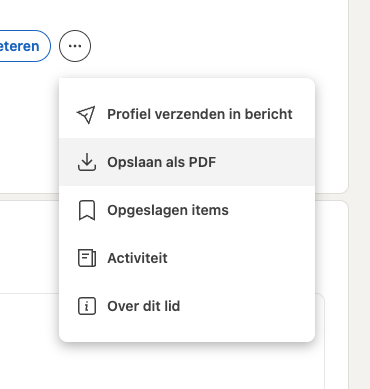 eteren
Profiel verzenden in bericht
Opslaan als PDF
Opgeslagen items
Activiteit
Over dit lid